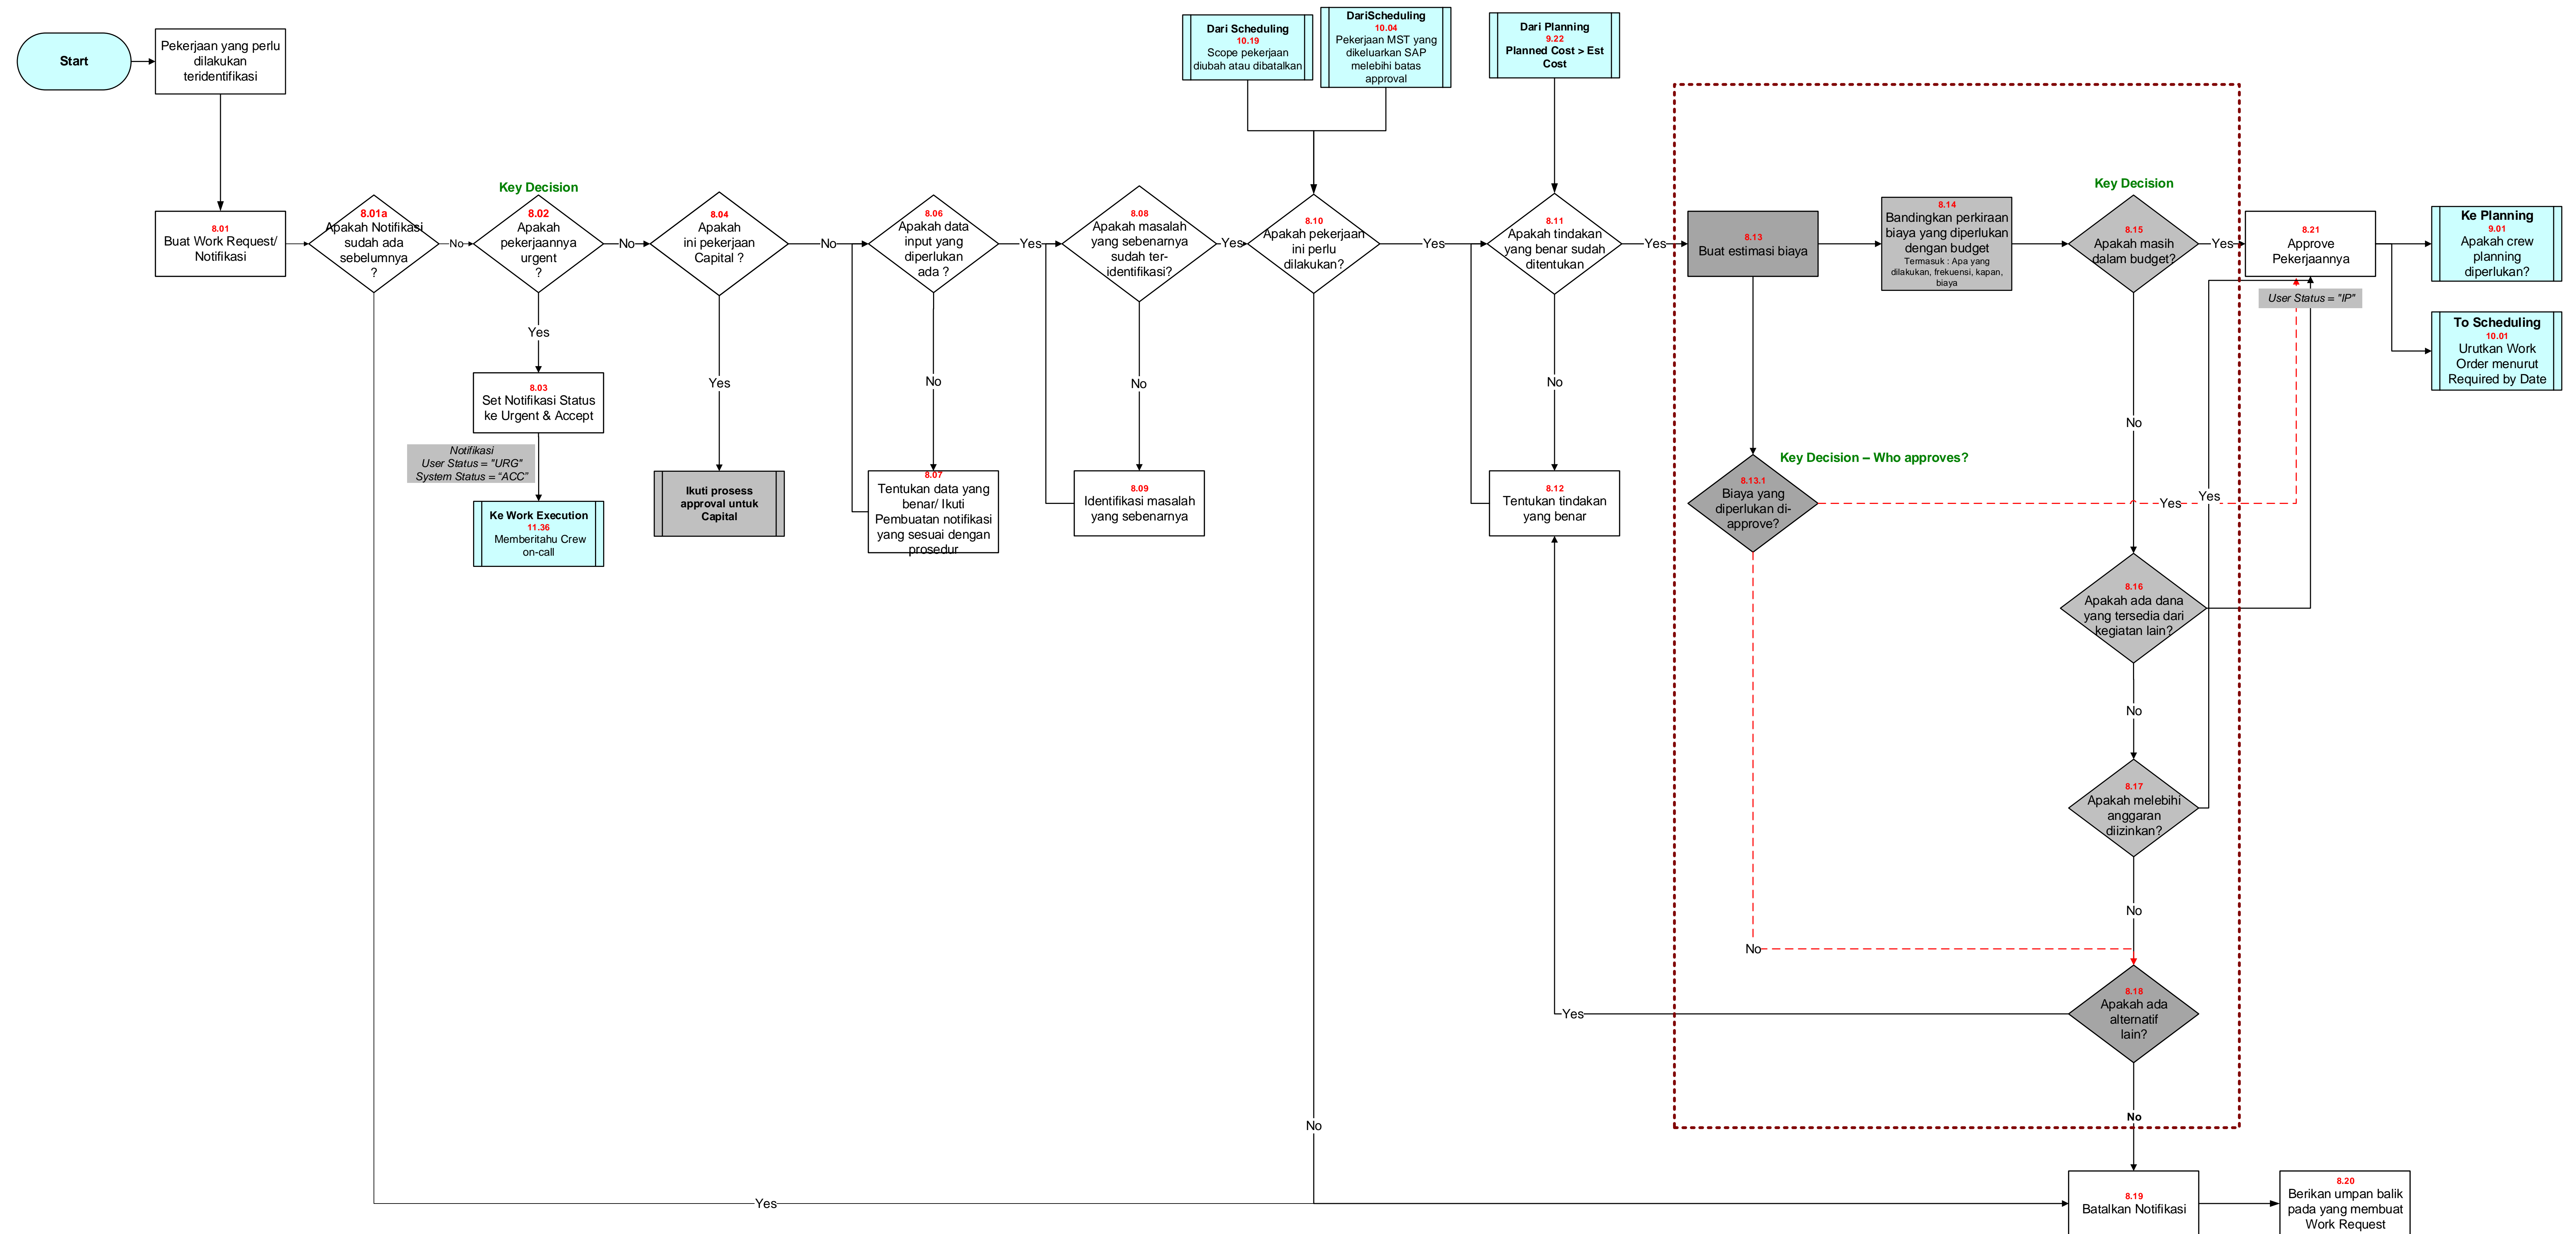 Start
Pekerjaan yang perlu
dilakukan
teridentifikasi
Dari Scheduling
10.19
Scope pekerjaan
diubah atau dibatalkan
DariScheduling
10.04
Pekerjaan MST yang
dikeluarkan SAP
melebihi batas
approval
Dari Planning
9.22
Planned Cost > Est
Cost
8.01
Buat Work Request/
Notifikasi
8.01a
Apakah Notifikasi
sudah ada
sebelumnya
?
No
Key Decision
8.02
Apakah
pekerjaannya
urgent
?
No
8.04
Apakah
ini pekerjaan
Capital ?
No
8.06
Apakah data
input yang
diperlukan
ada ?
Yes
8.08
Apakah masalah
yang sebenarnya
sudah ter-
identifikasi?
Yes
8.10
Apakah pekerjaan
ini perlu
dilakukan?
Yes
8.11
Apakah tindakan
yang benar sudah
ditentukan
Yes
8.13
Buat estimasi biaya
8.14
Bandingkan perkiraan
biaya yang diperlukan
dengan budget
Termasuk : Apa yang
dilakukan, frekuensi, kapan,
biaya
Key Decision
8.15
Apakah masih
dalam budget?
Yes
8.21
Approve
Pekerjaannya
User Status = "IP"
Ke Planning
9.01
Apakah crew
planning
diperlukan?
To Scheduling
10.01
Urutkan Work
Order menurut
Required by Date
Yes
8.03
Set Notifikasi Status
ke Urgent & Accept
Notifikasi
User Status = "URG"
System Status = "ACC"
Ke Work Execution
11.36
Memberitahu Crew
on-call
Yes
Ikuti prosess
approval untuk
Capital
No
8.07
Tentukan data yang
benar/ Ikuti
Pembuatan notifikasi
yang sesuai dengan
prosedur
No
8.09
Identifikasi masalah
yang sebenarnya
No
8.12
Tentukan tindakan
yang benar
Key Decision – Who approves?
8.13.1
Biaya yang
diperlukan di-
approve?
Yes
Yes
No
8.16
Apakah ada dana
yang tersedia dari
kegiatan lain?
No
8.17
Apakah melebihi
anggaran
diizinkan?
No
No
8.18
Apakah ada
alternatif
lain?
Yes
No
No
Yes
8.19
Batalkan Notifikasi
8.20
Berikan umpan balik
pada yang membuat
Work Request